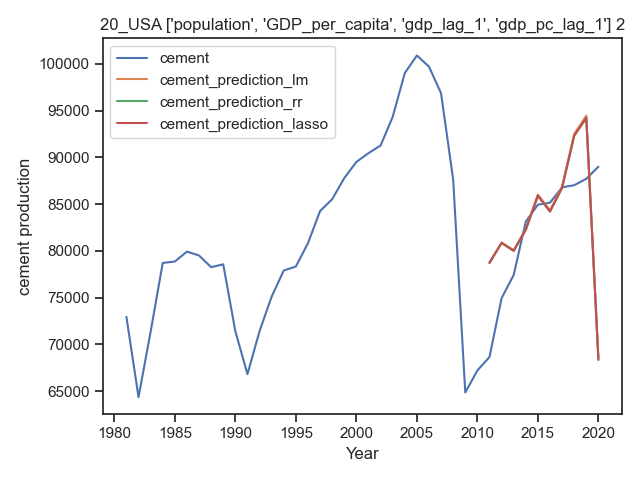 20_USA ['population', 'GDP_per_capita', 'gdp_lag_1', 'gdp_pc_lag_1'] 2
cement
cement_prediction_lm
cement_prediction_rr
cement_prediction_lasso
100000
95000
90000
85000
80000
75000
70000
65000
cement production
1980 1985 1990 1995 2000 2005 2010 2015 2020
Year